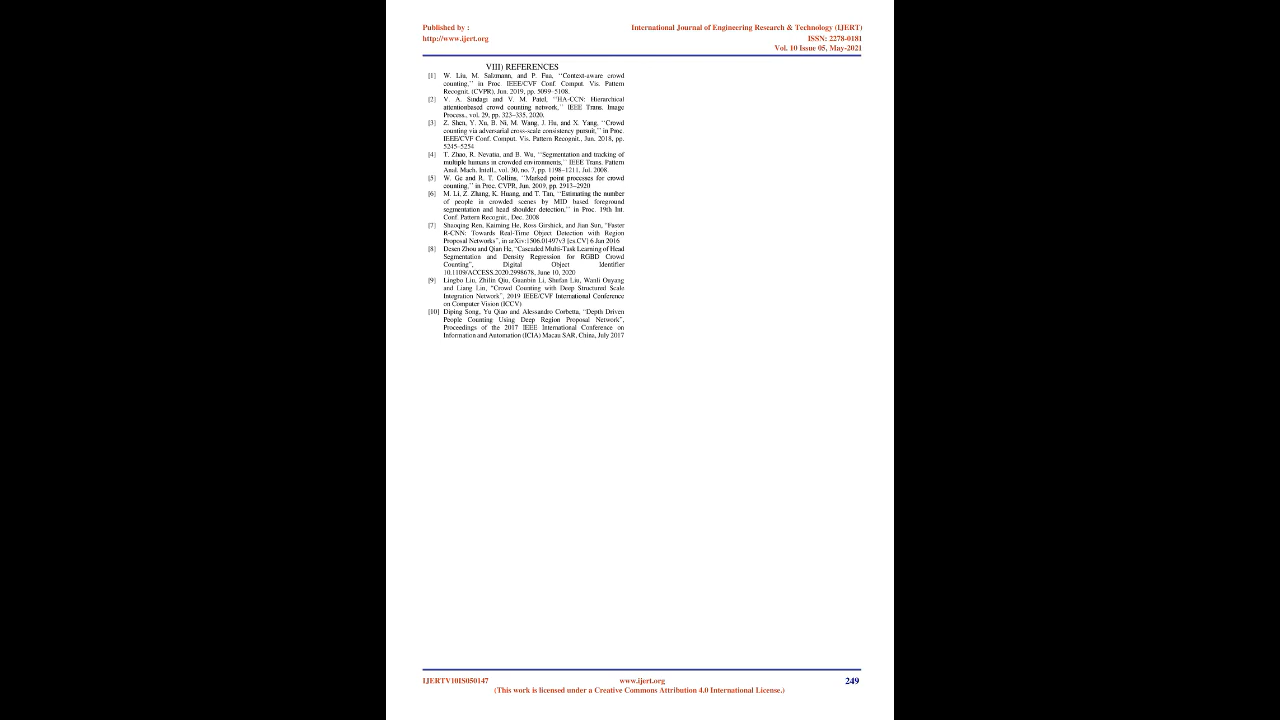 Published by :
http://www.ijert.org
International Journal of Engineering Research & Technology (IJERT)
ISSN: 2278-0181
Vol. 10 Issue 05, May-2021
VIII) REFERENCES
[1] W. Liu, M. Salzmann, and P. Fua, ‘‘Context-aware crowd
counting,’’ in Proc. IEEE/CVF Conf. Comput. Vis. Pattern
Recognit. (CVPR), Jun. 2019, pp. 5099–5108.
[2] V. A. Sindagi and V. M. Patel, ‘‘HA-CCN: Hierarchical
attentionbased crowd counting network,’’ IEEE Trans. Image
Process., vol. 29, pp. 323–335, 2020.
[3] Z. Shen, Y. Xu, B. Ni, M. Wang, J. Hu, and X. Yang, ‘‘Crowd
counting via adversarial cross-scale consistency pursuit,’’ in Proc.
IEEE/CVF Conf. Comput. Vis. Pattern Recognit., Jun. 2018, pp.
5245–5254
[4] T. Zhao, R. Nevatia, and B. Wu, ‘‘Segmentation and tracking of
multiple humans in crowded environments,’’ IEEE Trans. Pattern
Anal. Mach. Intell., vol. 30, no. 7, pp. 1198–1211, Jul. 2008
[5] W. Ge and R. T. Collins, ‘‘Marked point processes for crowd
counting,’’ in Proc. CVPR, Jun. 2009, pp. 2913–2920
[6] M. Li, Z. Zhang, K. Huang, and T. Tan, ‘‘Estimating the number
of people in crowded scenes by MID based foreground
segmentation and head shoulder detection,’’ in Proc. 19th Int.
Conf. Pattern Recognit., Dec. 2008
[7] Shaoqing Ren, Kaiming He, Ross Girshick, and Jian Sun, “Faster
R-CNN: Towards Real-Time Object Detection with Region
Proposal Networks”, in arXiv:1506.01497v3 [cs.CV] 6 Jan 2016
[8] Desen Zhou and Qian He, “Cascaded Multi-Task Learning of Head
Segmentation and Density Regression for RGBD Crowd
Counting”, Digital Object Identifier
10.1109/ACCESS.2020.2998678, June 10, 2020
[9] Lingbo Liu, Zhilin Qiu, Guanbin Li, Shufan Liu, Wanli Ouyang
and Liang Lin, “Crowd Counting with Deep Structured Scale
Integration Network”, 2019 IEEE/CVF International Conference
on Computer Vision (ICCV)
[10] Diping Song, Yu Qiao and Alessandro Corbetta, “Depth Driven
People Counting Using Deep Region Proposal Network”,
Proceedings of the 2017 IEEE International Conference on
Information and Automation (ICIA) Macau SAR, China, July 2017
IJERTV10IS050147
www.ijert.org
249
(This work is licensed under a Creative Commons Attribution 4.0 International License.)